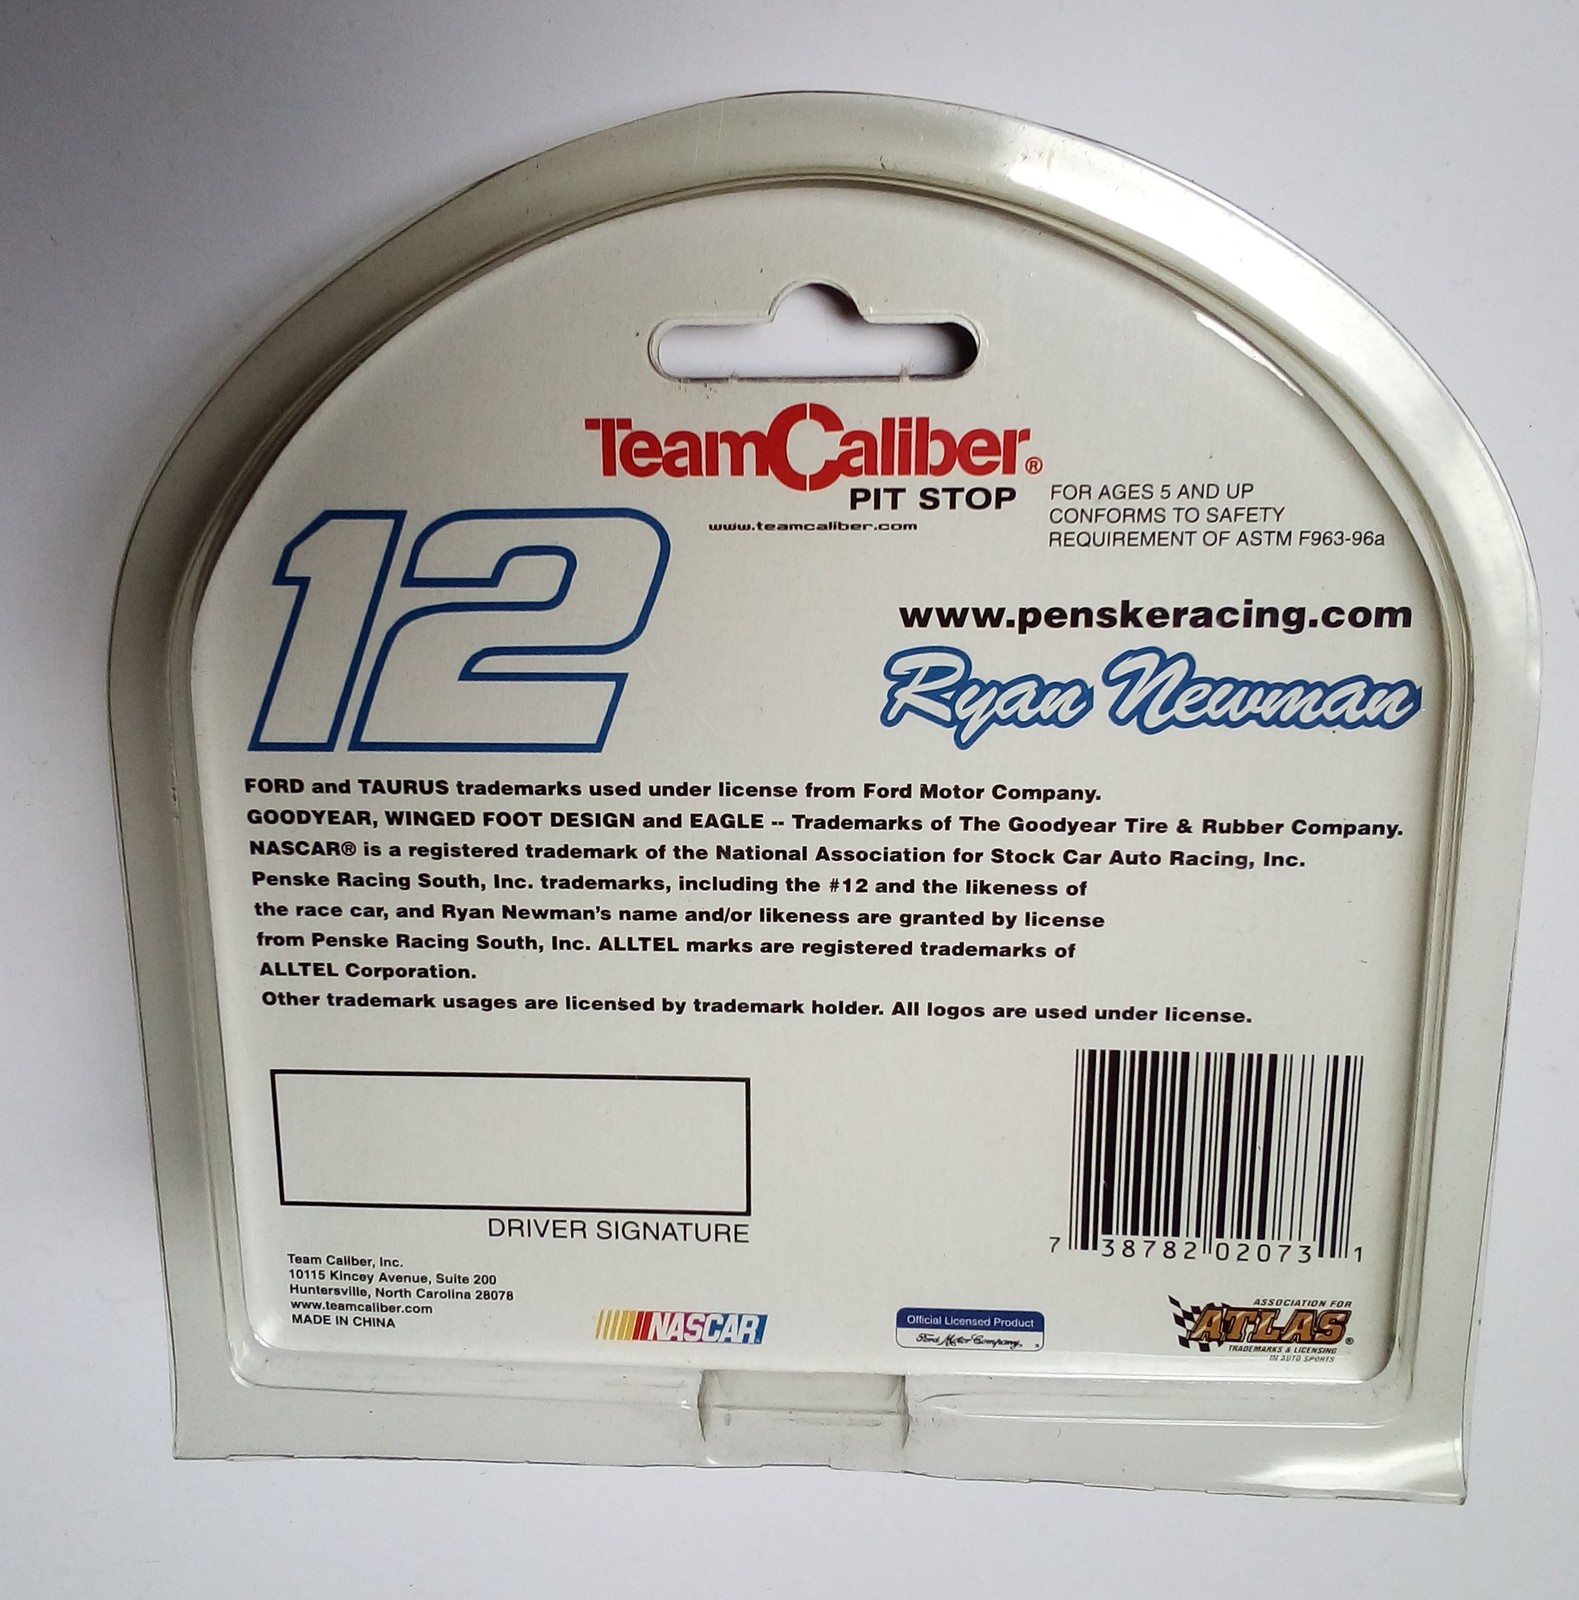 TeamCaliber®
PIT STOP
www.teamcaliber.com
FOR AGES 5 AND UP
CONFORMS TO SAFETY
REQUIREMENT OF ASTM F963-96a
12
www.penskeracing.com
Ryan Newman
FORD and TAURUS trademarks used under license from Ford Motor Company.
GOODYEAR, WINGED FOOT DESIGN and EAGLE -- Trademarks of The Goodyear Tire & Rubber Company.
NASCAR® is a registered trademark of the National Association for Stock Car Auto Racing, Inc.
Penske Racing South, Inc. trademarks, including the #12 and the likeness of
the race car, and Ryan Newman's name and/or likeness are granted by license
from Penske Racing South, Inc. ALLTEL marks are registered trademarks of
ALLTEL Corporation.
Other trademark usages are licensed by trademark holder. All logos are used under license.
DRIVER SIGNATURE
7 38782 02073 1
Team Caliber, Inc.
10115 Kincey Avenue, Suite 200
Huntersville, North Carolina 28078
www.teamcaliber.com
MADE IN CHINA
NASCAR
Official Licensed Product
Ford Motor Company
ASSOCIATION FOR
ATLAS®
TRADEMARKS & LICENSING
IN AUTO SPORTS